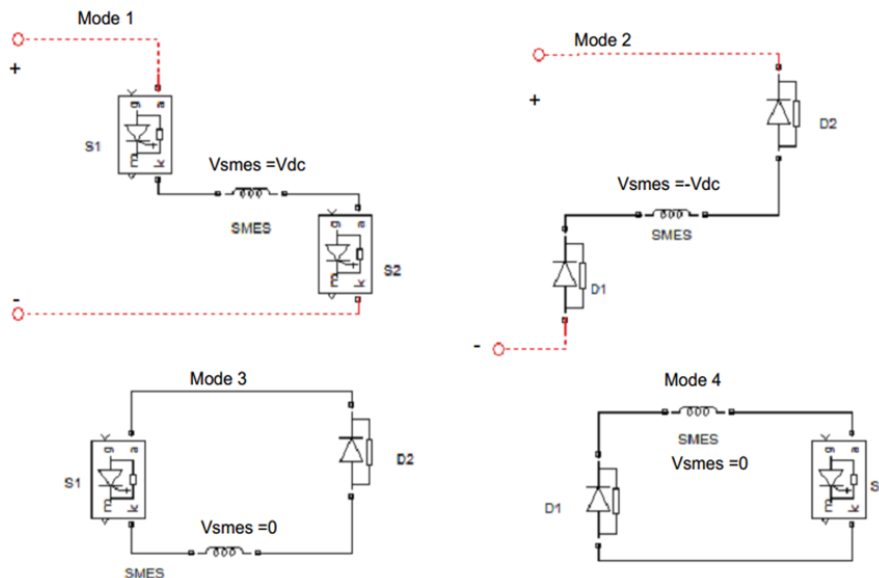 Mode 1
+
g a
S1
m k
Vsmes =Vdc
SMES
g a
S2
m k
-
Mode 2
+
D2
Vsmes =-Vdc
SMES
D1
-
Mode 3
g a
S1
m k
D2
Vsmes =0
SMES
Mode 4
SMES
Vsmes =0
D1
g a
S
m k